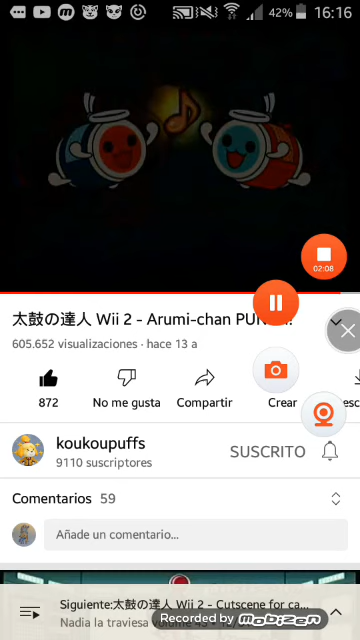 42% 16:16
02:08
太鼓の達人 Wii 2 - Arumi-chan
605.652 visualizaciones · hace 13 a
872 No me gusta Compartir Crear
koukoupuffs
9110 suscriptores
SUSCRITO
Comentarios 59
Añade un comentario...
Siguiente:太鼓の達人 Wii 2 - Cutscene for ca...
Nadia la traviesa
Recorded by Mobizen